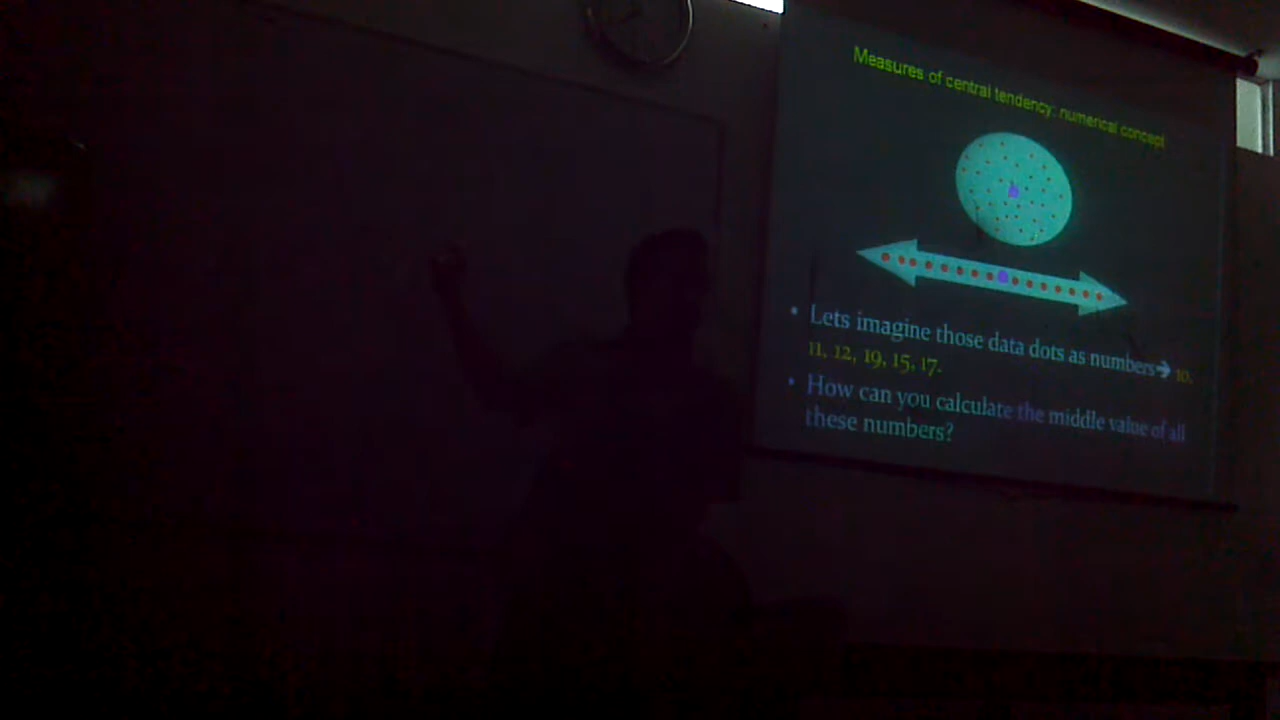 Measures of central tendency: numerical concept
• Lets imagine those data dots as numbers→ 10,
11, 12, 19, 15, 17.
• How can you calculate the middle value of all
these numbers?